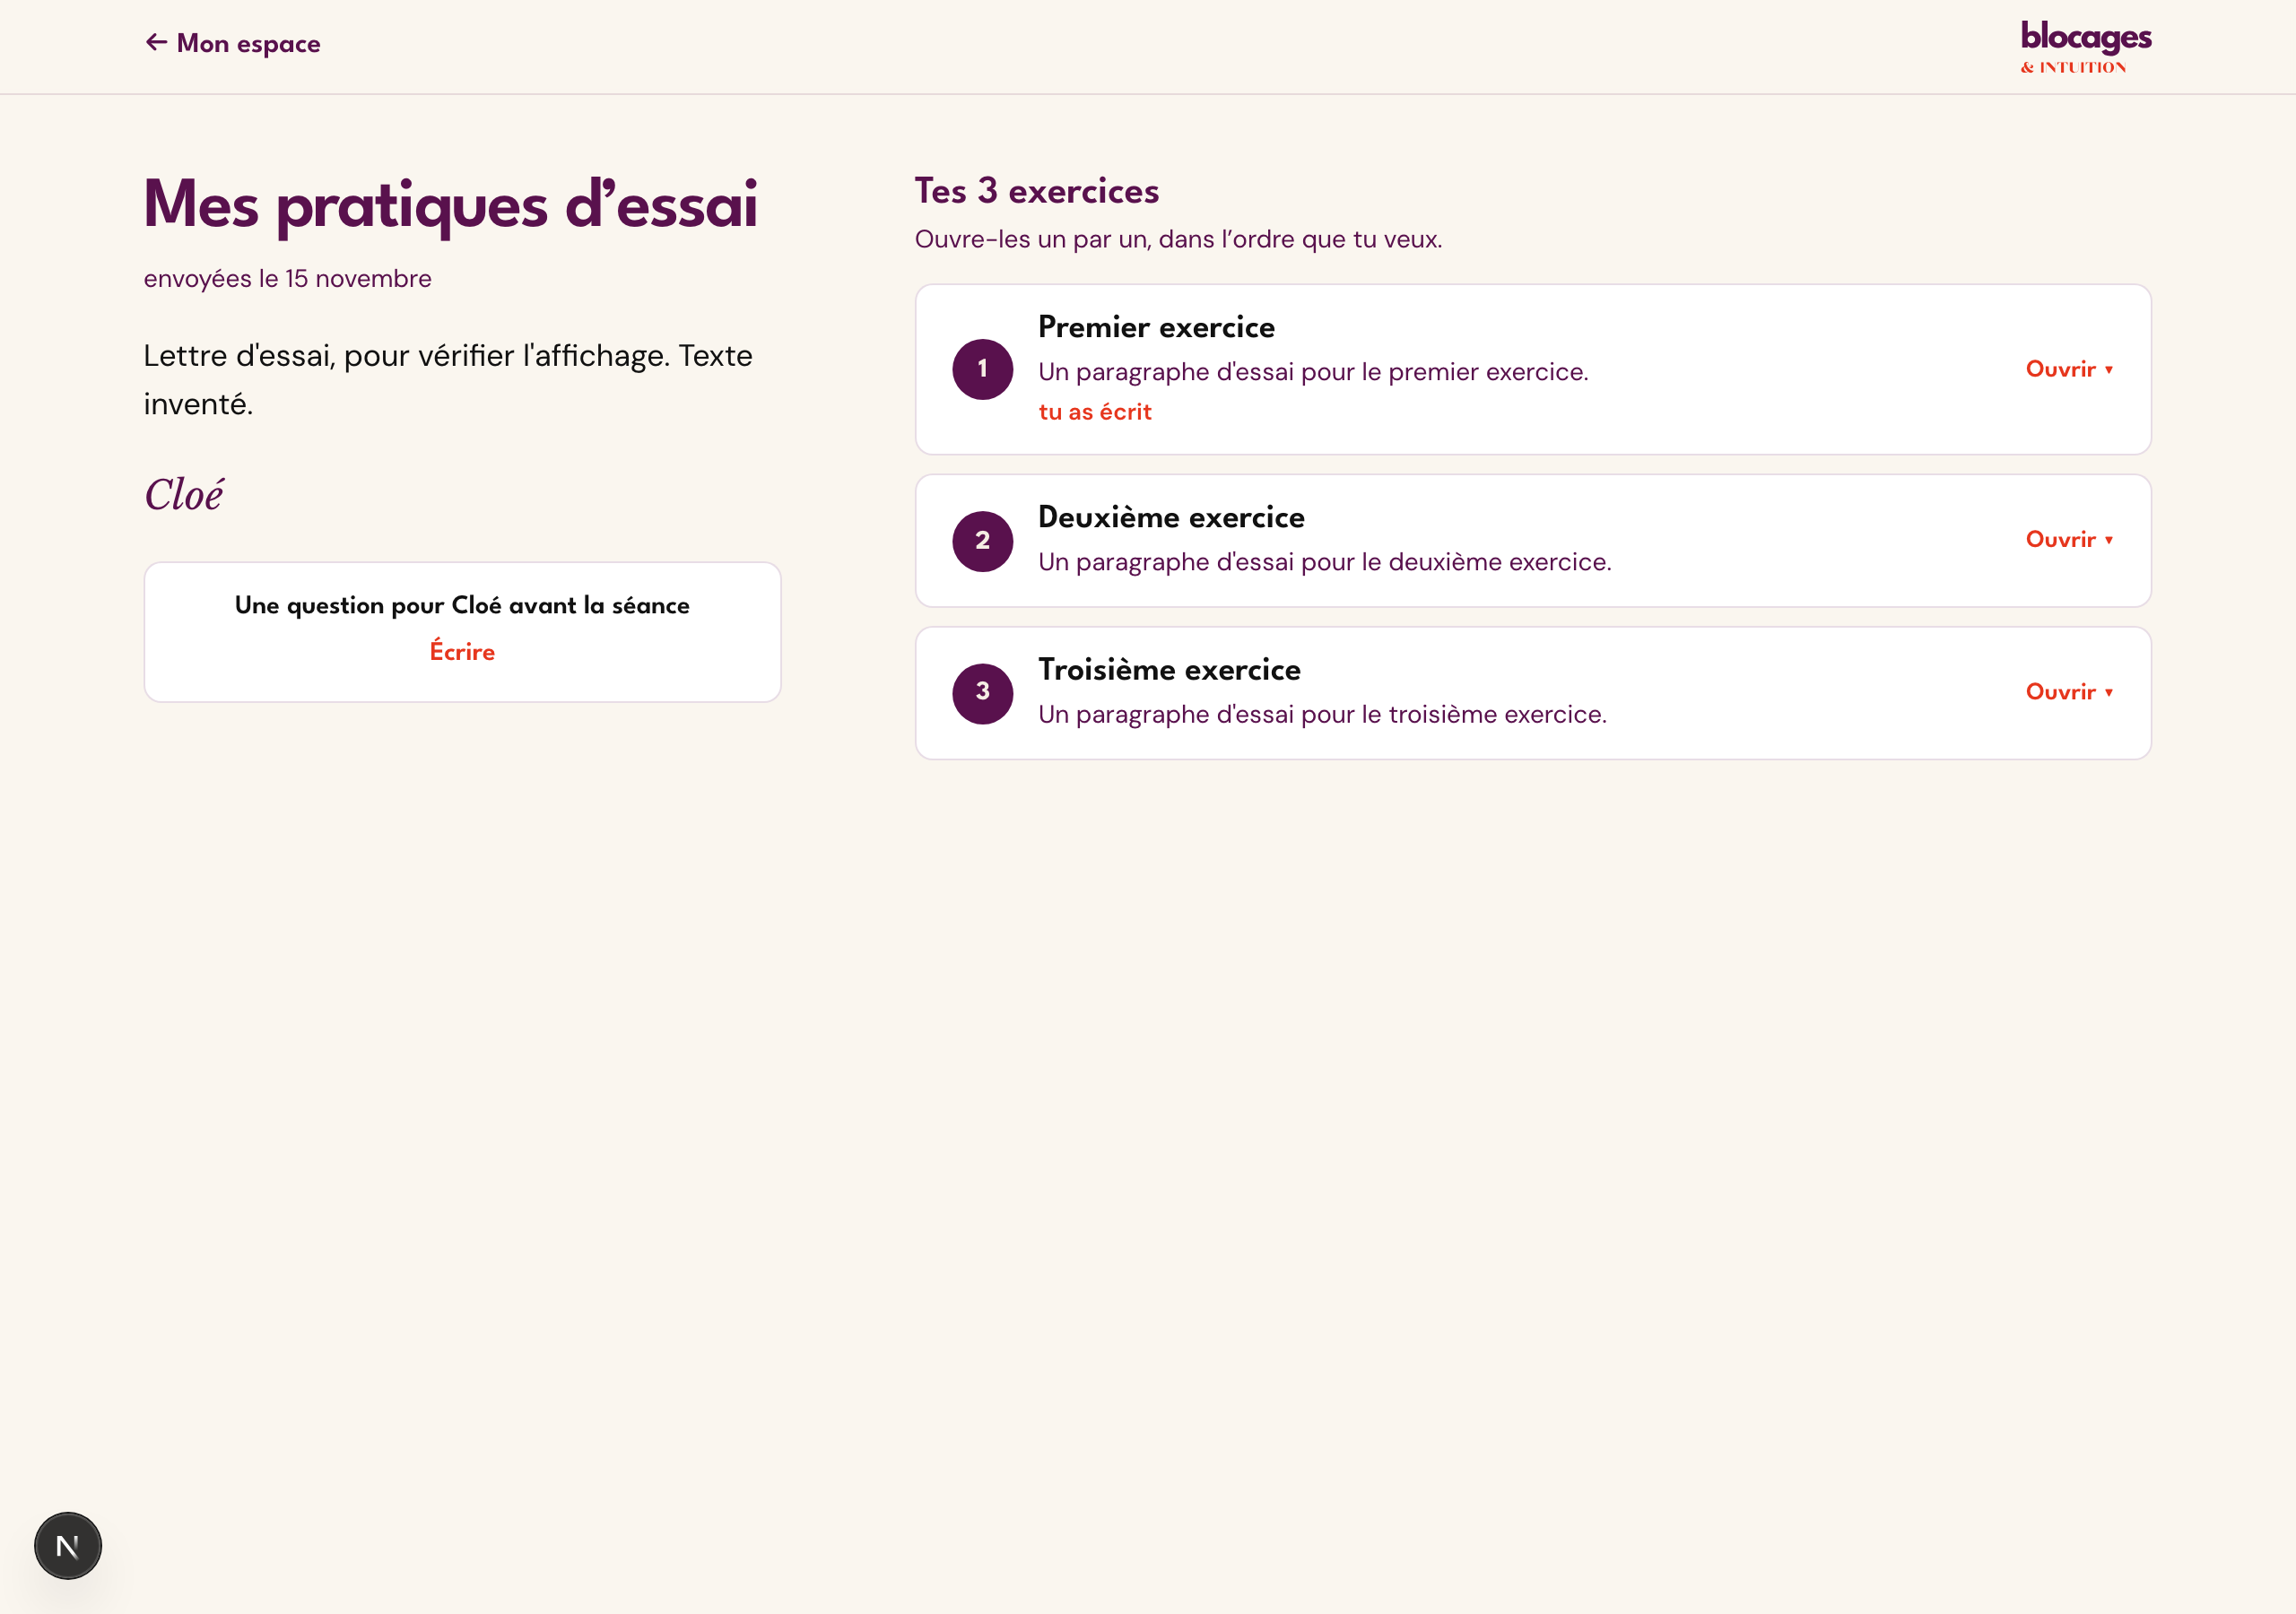 ← Mon espace
blocages
& INTUITION
Mes pratiques d’essai
envoyées le 15 novembre
Lettre d'essai, pour vérifier l'affichage. Texte
inventé.
Cloé
Une question pour Cloé avant la séance
Écrire
Tes 3 exercices
Ouvre-les un par un, dans l’ordre que tu veux.
1
Premier exercice
Un paragraphe d'essai pour le premier exercice.
tu as écrit
Ouvrir ▾
2
Deuxième exercice
Un paragraphe d'essai pour le deuxième exercice.
Ouvrir ▾
3
Troisième exercice
Un paragraphe d'essai pour le troisième exercice.
Ouvrir ▾
N